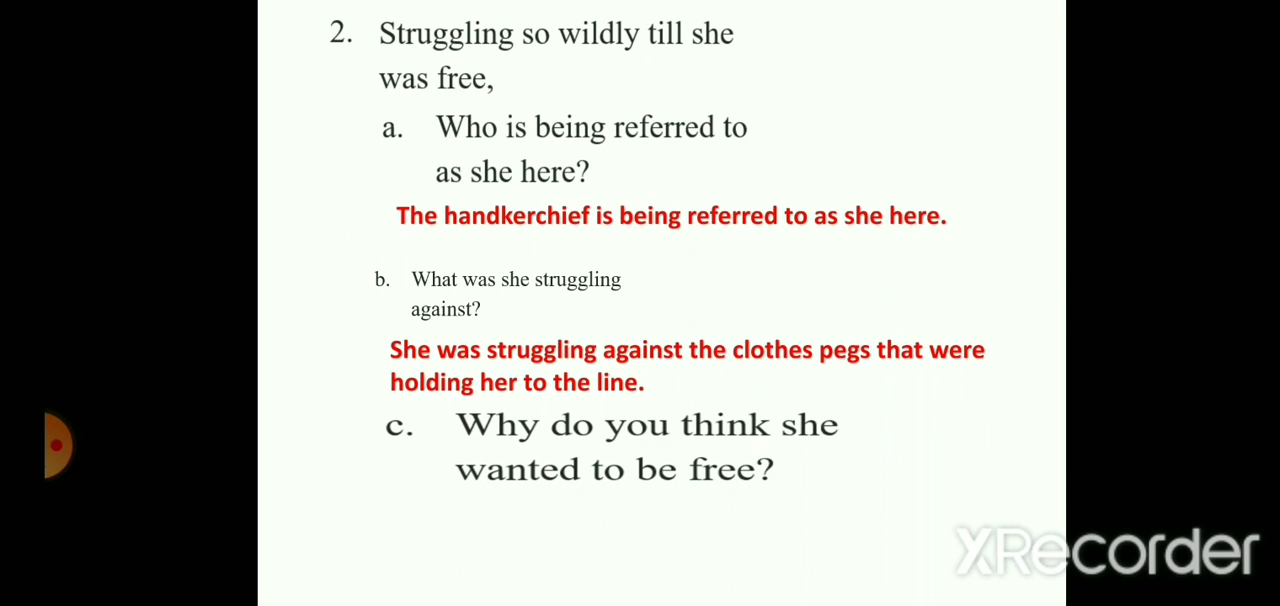 2. Struggling so wildly till she
was free,
a. Who is being referred to
as she here?
The handkerchief is being referred to as she here.
b. What was she struggling
against?
She was struggling against the clothes pegs that were
holding her to the line.
c. Why do you think she
wanted to be free?
XRecorder